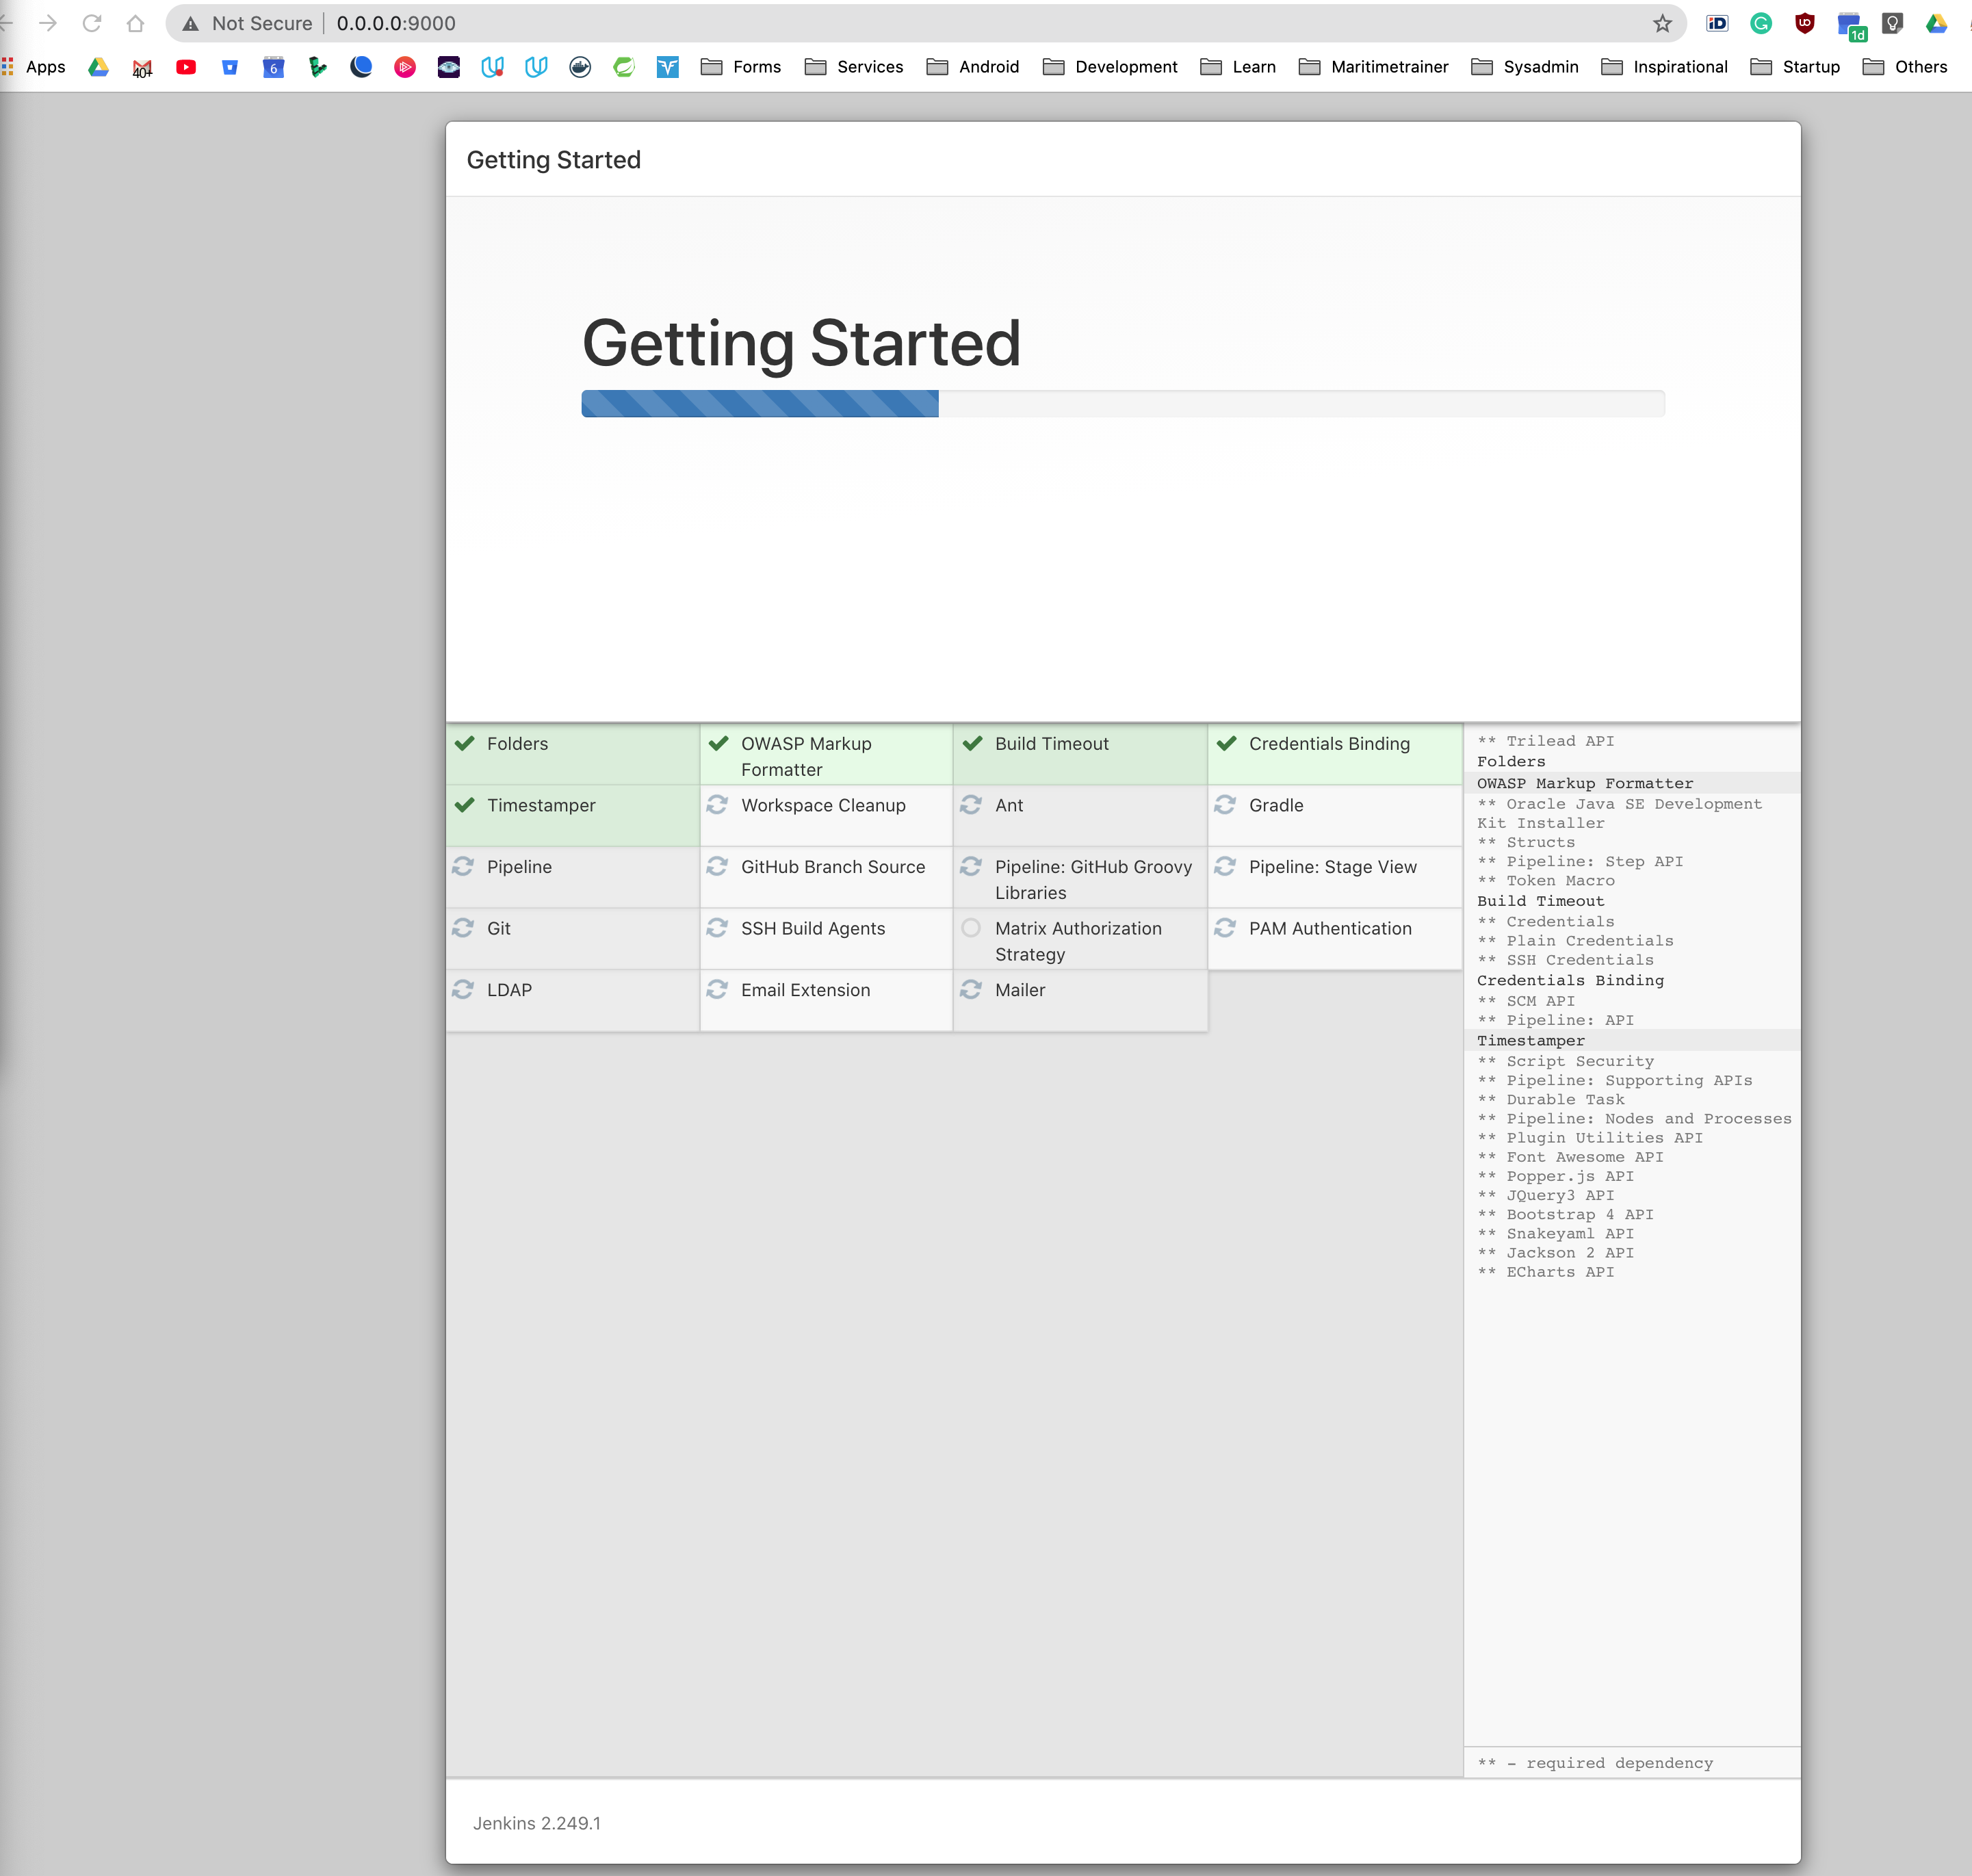 Not Secure | 0.0.0.0:9000
1d
Apps
40+
6
Forms
Services
Android
Development
Learn
Maritimetrainer
Sysadmin
Inspirational
Startup
Others
Getting Started
Getting Started
Folders
OWASP Markup
Formatter
Build Timeout
Credentials Binding
Timestamper
Workspace Cleanup
Ant
Gradle
Pipeline
GitHub Branch Source
Pipeline: GitHub Groovy
Libraries
Pipeline: Stage View
Git
SSH Build Agents
Matrix Authorization
Strategy
PAM Authentication
LDAP
Email Extension
Mailer
** Trilead API
Folders
OWASP Markup Formatter
** Oracle Java SE Development
Kit Installer
** Structs
** Pipeline: Step API
** Token Macro
Build Timeout
** Credentials
** Plain Credentials
** SSH Credentials
Credentials Binding
** SCM API
** Pipeline: API
Timestamper
** Script Security
** Pipeline: Supporting APIs
** Durable Task
** Pipeline: Nodes and Processes
** Plugin Utilities API
** Font Awesome API
** Popper.js API
** JQuery3 API
** Bootstrap 4 API
** Snakeyaml API
** Jackson 2 API
** ECharts API
** - required dependency
Jenkins 2.249.1